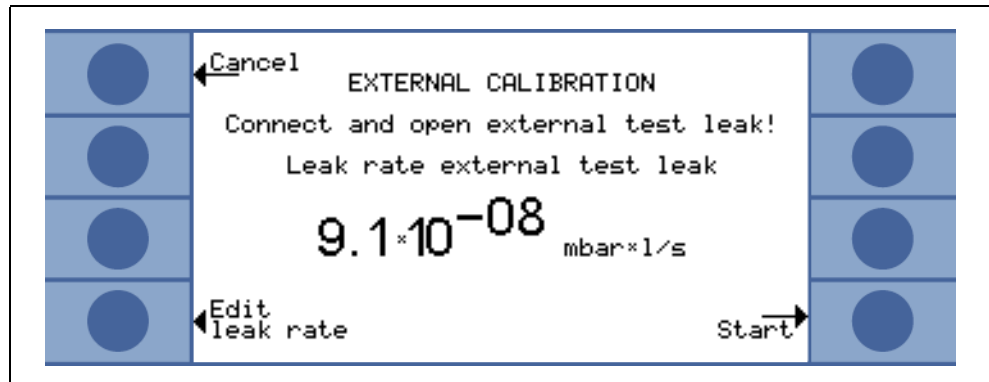 Cancel
EXTERNAL CALIBRATION
Connect and open external test leak!
Leak rate external test leak
9.1×10⁻⁰⁸ mbar×l/s
Edit
leak rate
Start